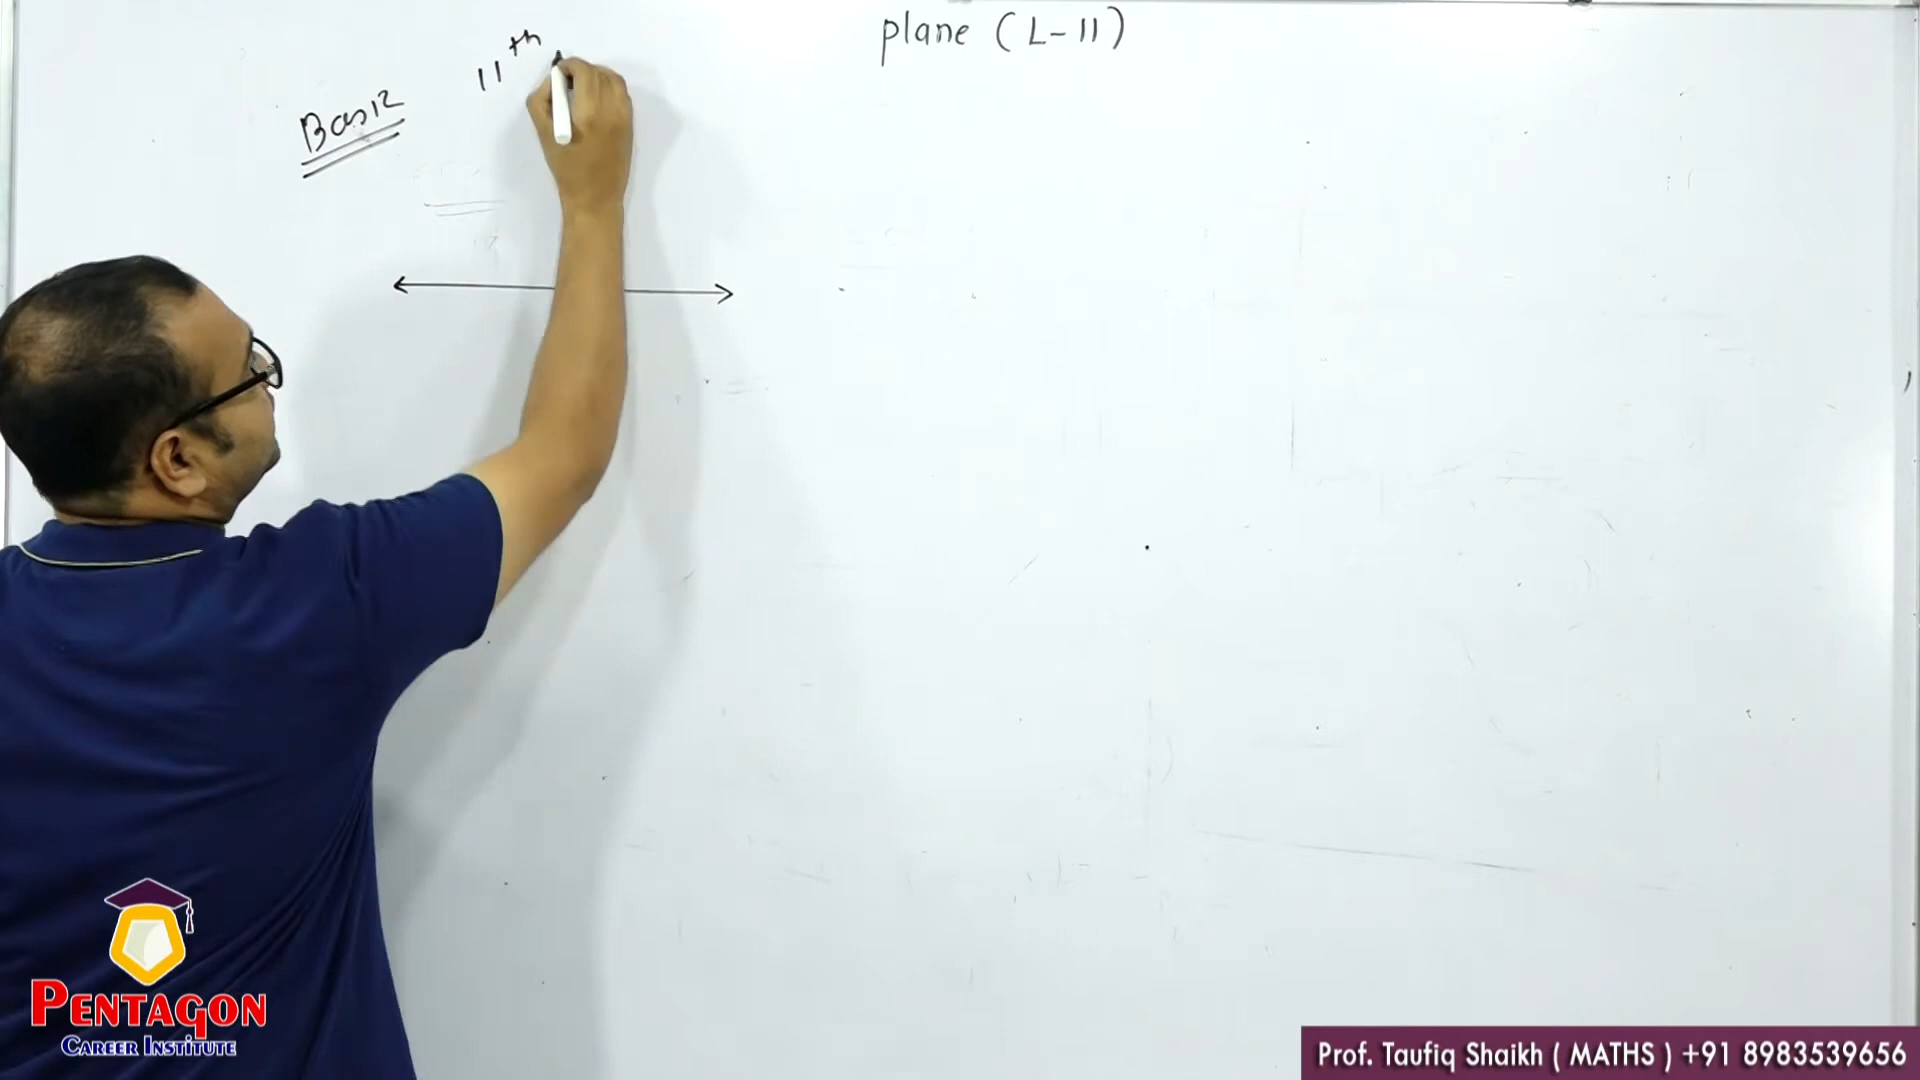 plane (L-11)
11th
Basic
PENTAGON
CAREER INSTITUTE
Prof. Taufiq Shaikh ( MATHS ) +91 8983539656